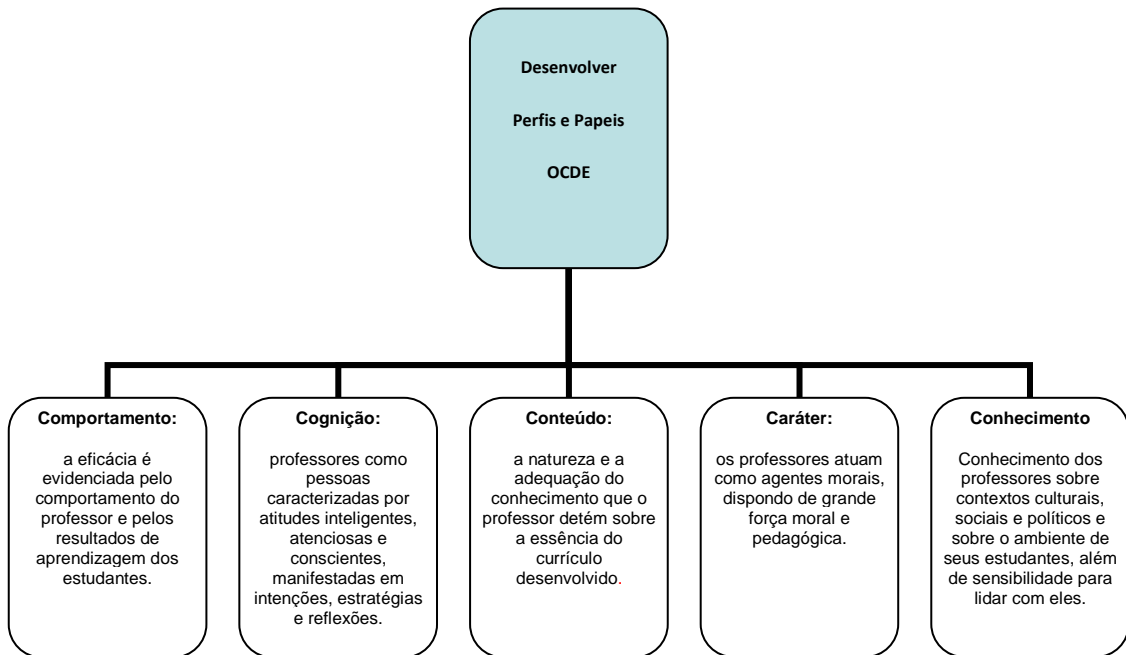 Desenvolver
Perfis e Papeis
OCDE
Comportamento:
a eficácia é
evidenciada pelo
comportamento do
professor e pelos
resultados de
aprendizagem dos
estudantes.
Cognição:
professores como
pessoas
caracterizadas por
atitudes inteligentes,
atenciosas e
conscientes,
manifestadas em
intenções, estratégias
e reflexões.
Conteúdo:
a natureza e a
adequação do
conhecimento que o
professor detém sobre
a essência do
currículo
desenvolvido.
Caráter:
os professores atuam
como agentes morais,
dispondo de grande
força moral e
pedagógica.
Conhecimento
Conhecimento dos
professores sobre
contextos culturais,
sociais e políticos e
sobre o ambiente de
seus estudantes, além
de sensibilidade para
lidar com eles.